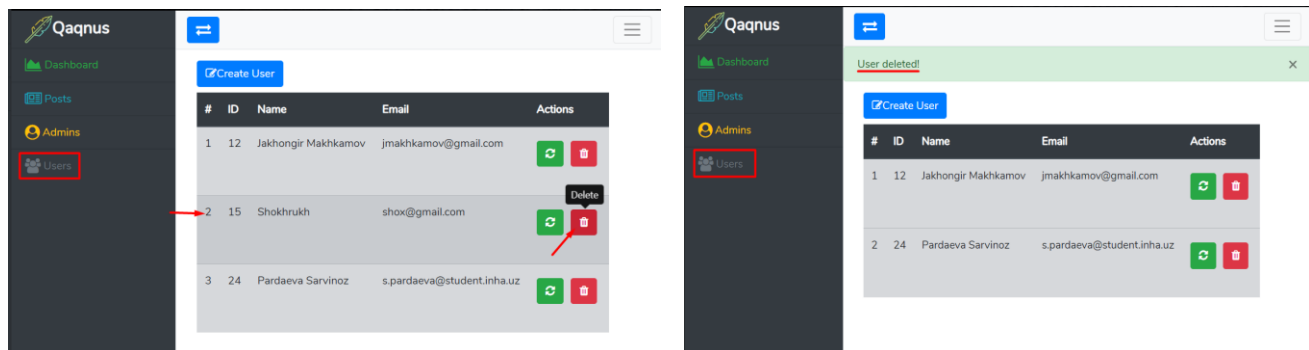 Qaqnus
Dashboard
Posts
Admins
Users
Create User
# ID Name Email Actions
1 12 Jakhongir Makhkamov jmakhkamov@gmail.com
Delete
2 15 Shokhrukh shox@gmail.com
3 24 Pardaeva Sarvinoz s.pardaeva@student.inha.uz
Qaqnus
Dashboard
Posts
Admins
Users
User deleted! ×
Create User
# ID Name Email Actions
1 12 Jakhongir Makhkamov jmakhkamov@gmail.com
2 24 Pardaeva Sarvinoz s.pardaeva@student.inha.uz